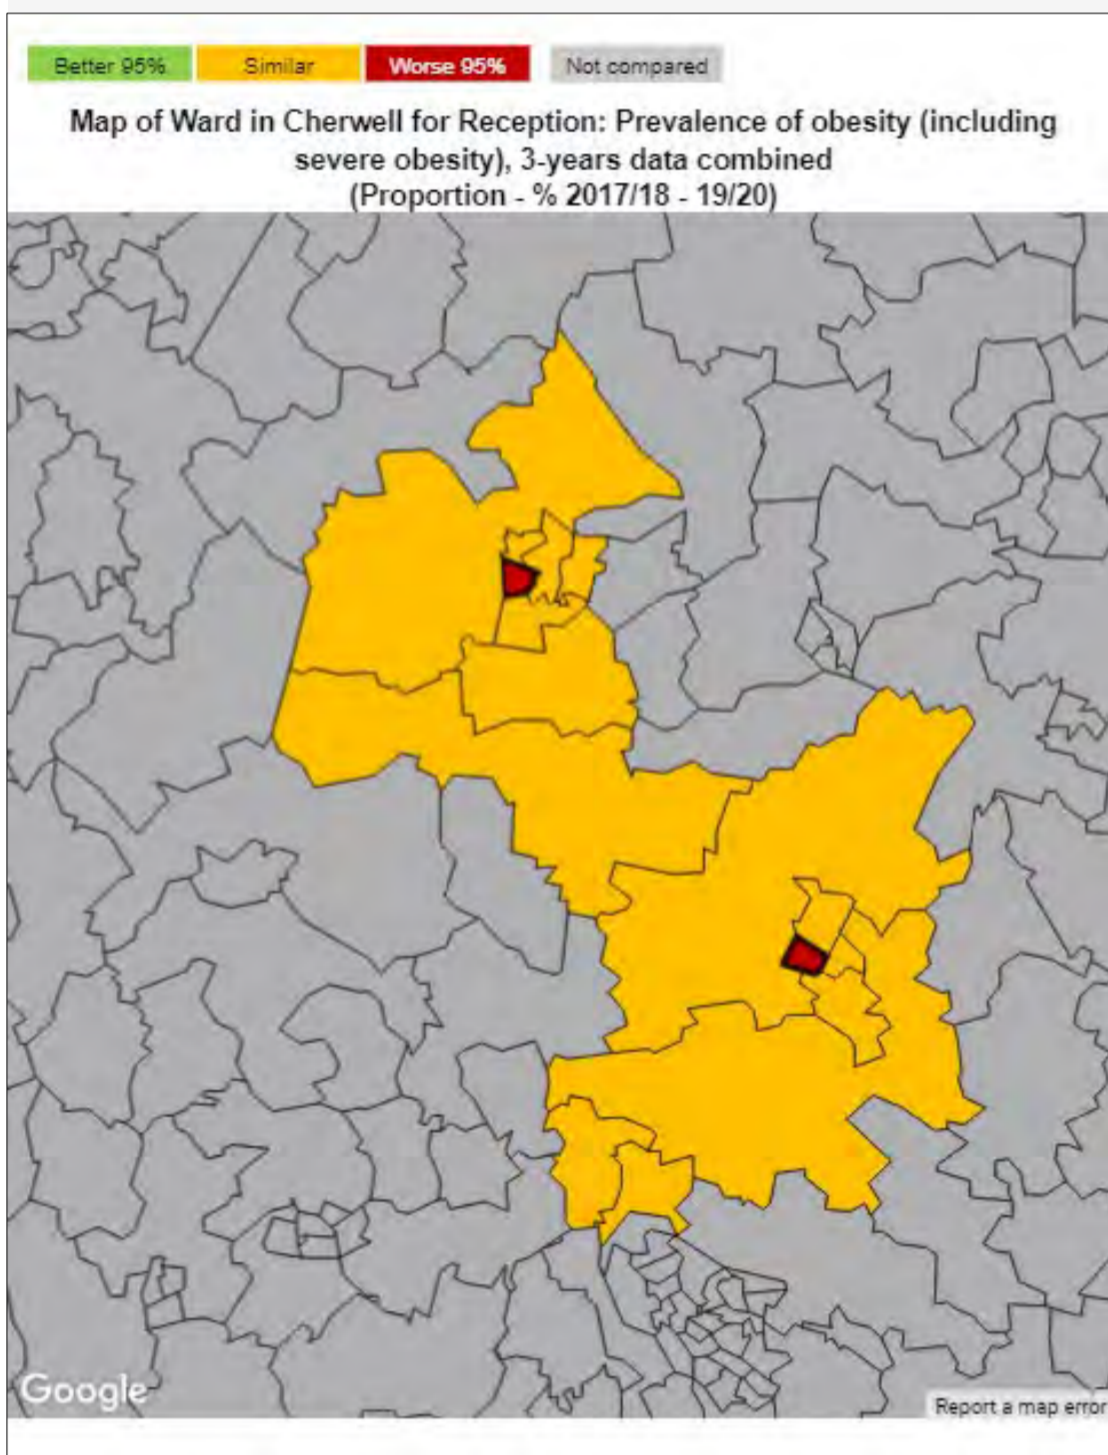 Better 95%
Similar
Worse 95%
Not compared
Map of Ward in Cherwell for Reception: Prevalence of obesity (including
severe obesity), 3-years data combined
(Proportion - % 2017/18 - 19/20)
Google
Report a map error